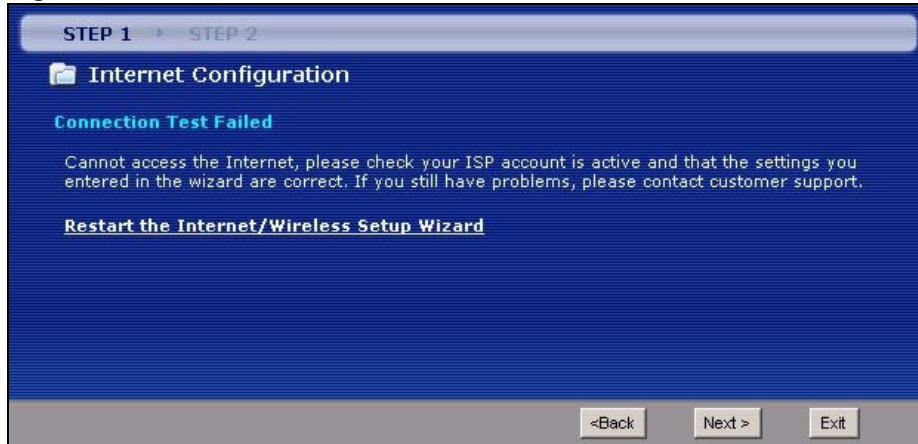 STEP 1 STEP 2
Internet Configuration
Connection Test Failed
Cannot access the Internet, please check your ISP account is active and that the settings you
entered in the wizard are correct. If you still have problems, please contact customer support.
Restart the Internet/Wireless Setup Wizard
<Back Next > Exit